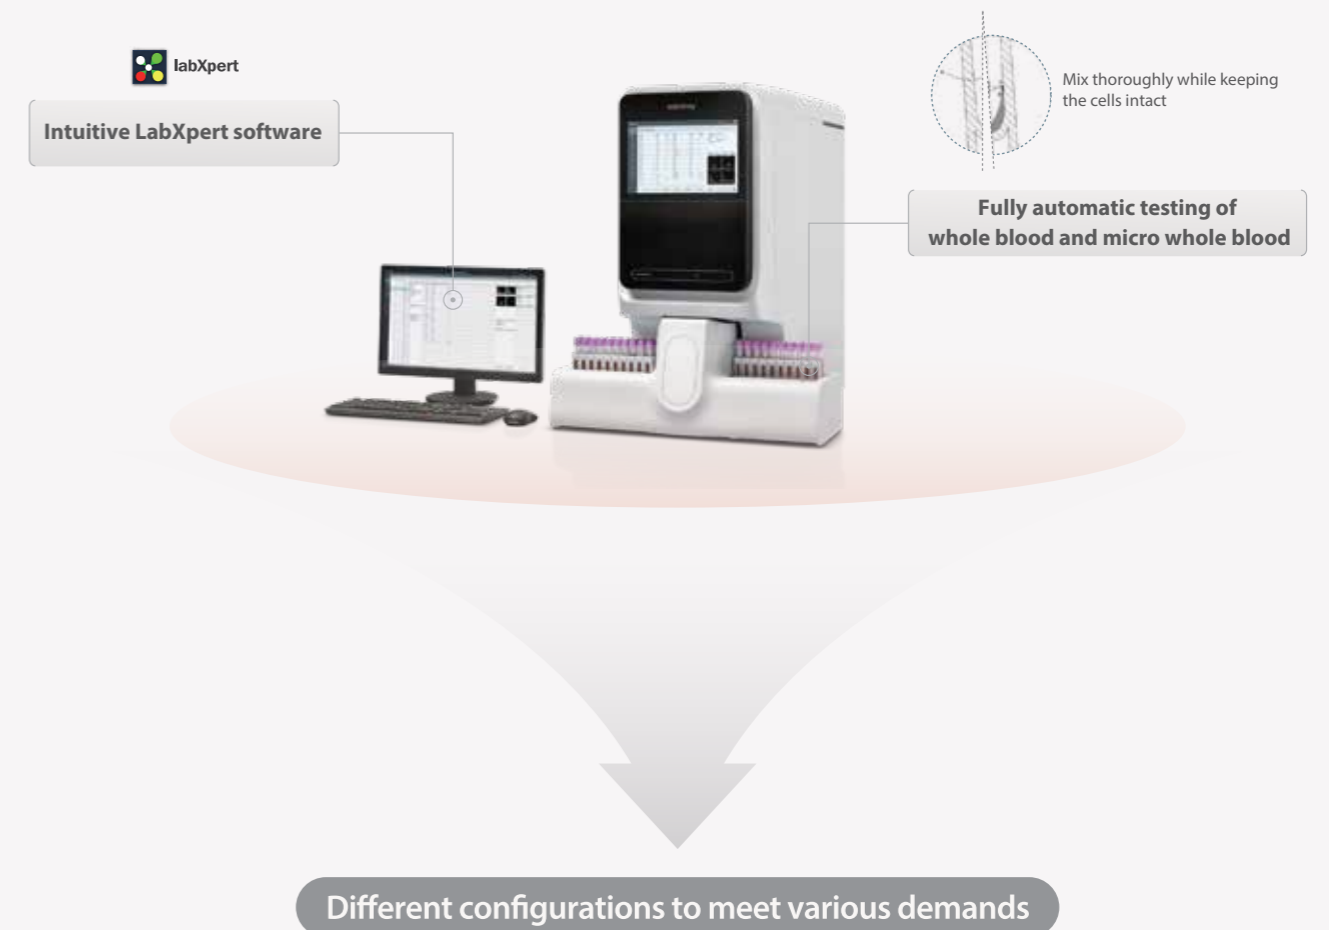 labXpert
Intuitive LabXpert software
Mix thoroughly while keeping
the cells intact
Fully automatic testing of
whole blood and micro whole blood
Different configurations to meet various demands